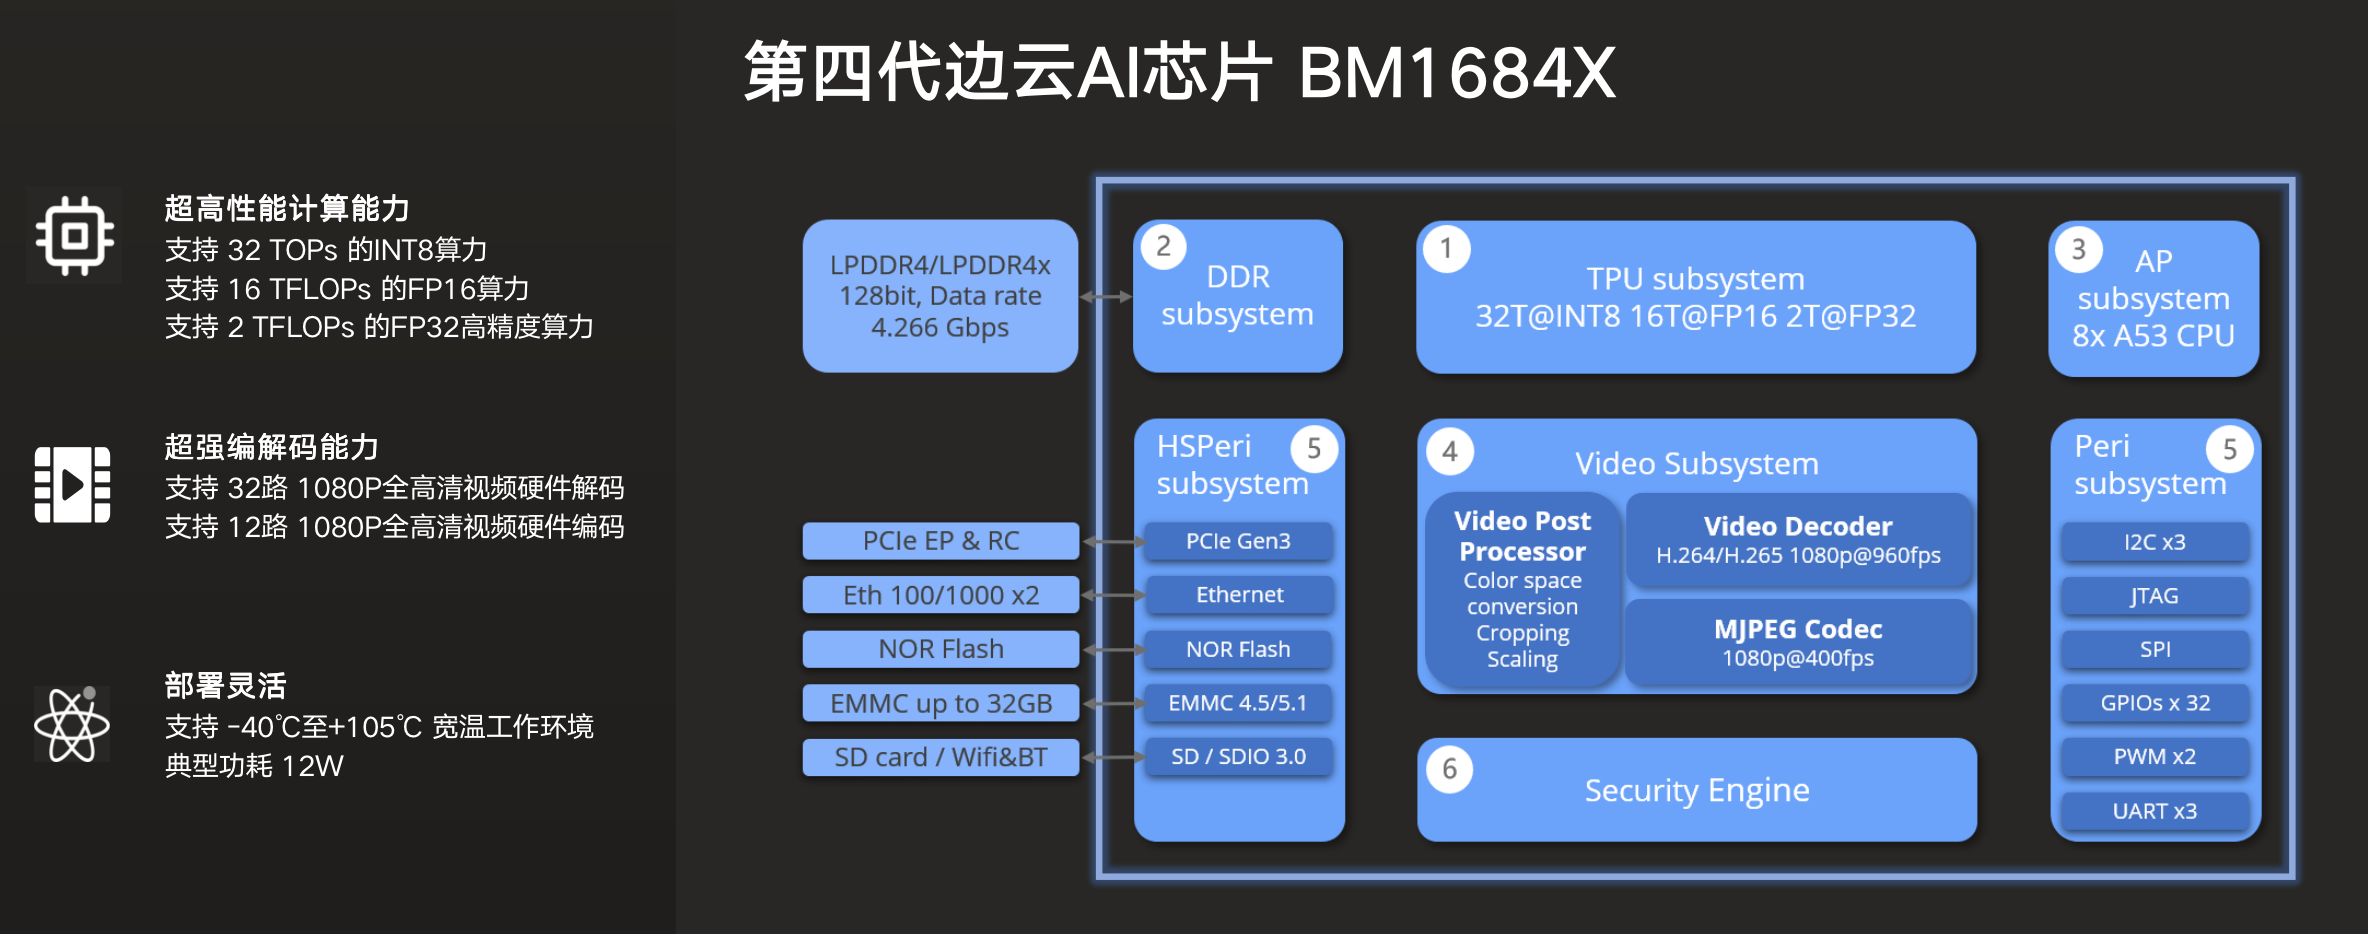 第四代边云AI芯片 BM1684X
超高性能计算能力
支持 32 TOPs 的INT8算力
支持 16 TFLOPs 的FP16算力
支持 2 TFLOPs 的FP32高精度算力
超强编解码能力
支持 32路 1080P全高清视频硬件解码
支持 12路 1080P全高清视频硬件编码
部署灵活
支持 -40℃至+105℃ 宽温工作环境
典型功耗 12W
LPDDR4/LPDDR4x
128bit, Data rate
4.266 Gbps
2
DDR
subsystem
1
TPU subsystem
32T@INT8 16T@FP16 2T@FP32
3
AP
subsystem
8x A53 CPU
PCIe EP & RC
Eth 100/1000 x2
NOR Flash
EMMC up to 32GB
SD card / Wifi&BT
HSPeri
subsystem
5
PCIe Gen3
Ethernet
NOR Flash
EMMC 4.5/5.1
SD / SDIO 3.0
4
Video Subsystem
Video Post
Processor
Color space
conversion
Cropping
Scaling
Video Decoder
H.264/H.265 1080p@960fps
MJPEG Codec
1080p@400fps
6
Security Engine
Peri
subsystem
5
I2C x3
JTAG
SPI
GPIOs x 32
PWM x2
UART x3